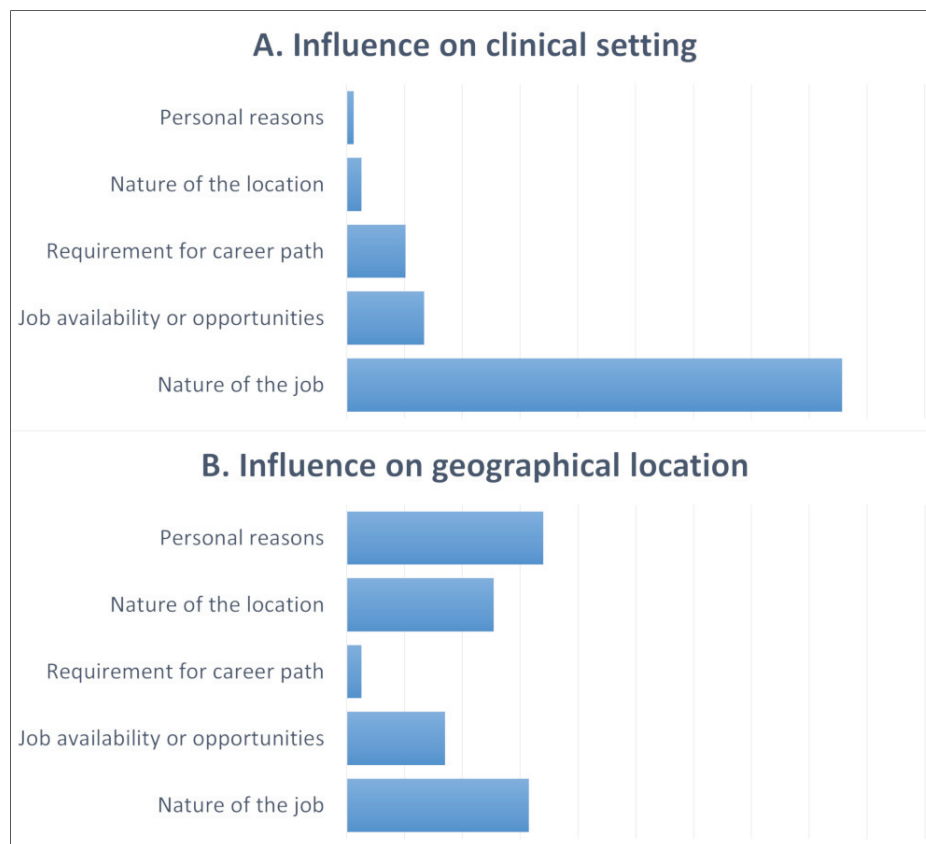 A. Influence on clinical setting
Personal reasons
Nature of the location
Requirement for career path
Job availability or opportunities
Nature of the job
B. Influence on geographical location
Personal reasons
Nature of the location
Requirement for career path
Job availability or opportunities
Nature of the job